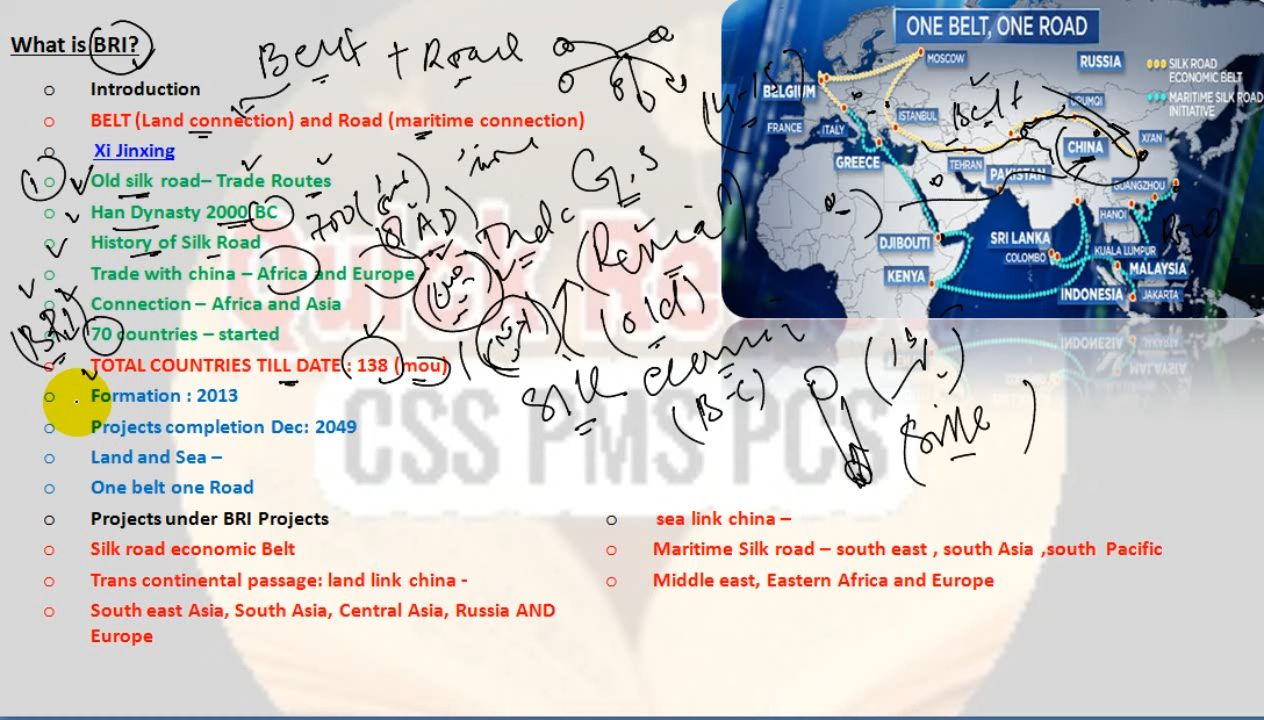 What is BRI?
Belt + Road
Introduction
BELT (Land connection) and Road (maritime connection)
Xi Jinxing
Old silk road– Trade Routes
Han Dynasty 2000 BC
History of Silk Road
Trade with china – Africa and Europe
Connection – Africa and Asia
70 countries – started
TOTAL COUNTRIES TILL DATE : 138 (mou)
Formation : 2013
Projects completion Dec: 2049
Land and Sea –
One belt one Road
Projects under BRI Projects
Silk road economic Belt
Trans continental passage: land link china -
South east Asia, South Asia, Central Asia, Russia AND
Europe
sea link china –
Maritime Silk road – south east , south Asia ,south Pacific
Middle east, Eastern Africa and Europe
(BRI)
700
AD
(old)
(B-C)
CSS PMS PCS
ONE BELT, ONE ROAD
MOSCOW
RUSSIA
SILK ROAD
ECONOMIC BELT
MARITIME SILK ROAD
INITIATIVE
BELGIUM
Belt
FRANCE
ITALY
ISTANBUL
XI'AN
CHINA
GREECE
TEHRAN
PAKISTAN
GUANGZHOU
HANOI
DJIBOUTI
SRI LANKA
COLOMBO
KUALA LUMPUR
MALAYSIA
KENYA
INDONESIA
JAKARTA